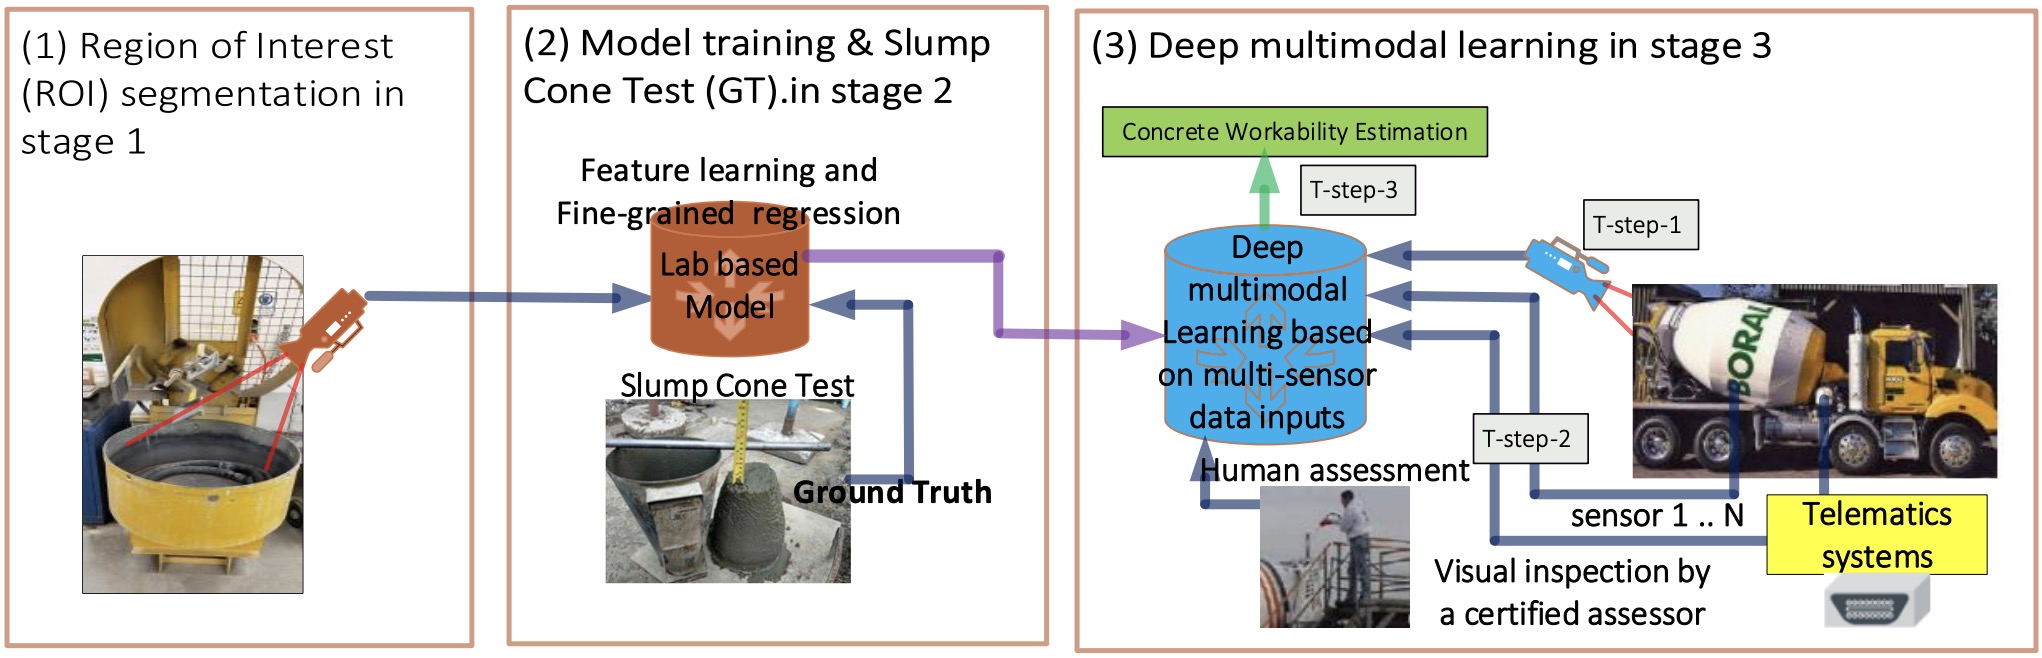 (1) Region of Interest
(ROI) segmentation in
stage 1
(2) Model training & Slump
Cone Test (GT).in stage 2
Feature learning and
Fine-grained regression
Lab based
Model
Slump Cone Test
Ground Truth
(3) Deep multimodal learning in stage 3
Concrete Workability Estimation
T-step-3
T-step-1
Deep
multimodal
Learning based
on multi-sensor
data inputs
BORAL
T-step-2
Human assessment
sensor 1 .. N
Telematics
systems
Visual inspection by
a certified assessor